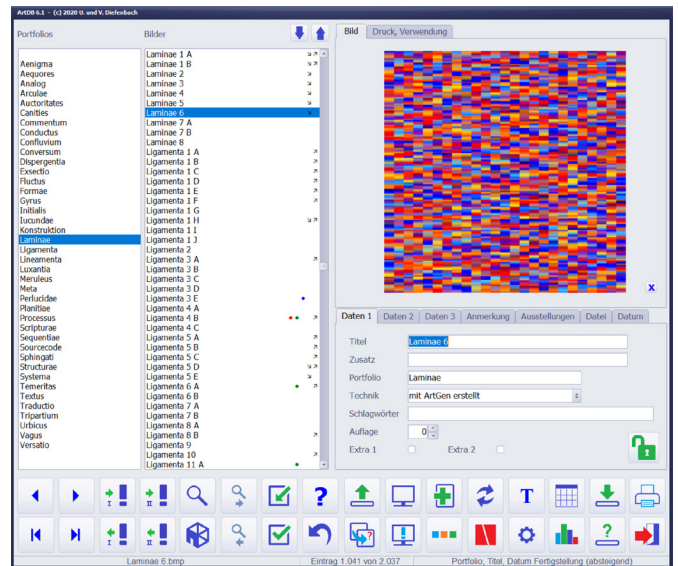 ArtDB 6.1 - (c) 2020 U. und V. Diefenbach
Portfolios
Aenigma
Aequores
Analog
Arculae
Auctoritates
Canities
Commentum
Conductus
Confluvium
Conversum
Dispergentia
Exsectio
Fluctus
Formae
Gyrus
Initialis
Iucundae
Konstruktion
Laminae
Ligamenta
Lineamenta
Luxantia
Meruleus
Meta
Perlucidae
Planitiae
Processus
Scripturae
Sequentiae
Sourcecode
Sphingati
Structurae
Systema
Temeritas
Textus
Traductio
Tripartium
Urbicus
Vagus
Versatio
Bilder
Laminae 1 A
Laminae 1 B
Laminae 2
Laminae 3
Laminae 4
Laminae 5
Laminae 6
Laminae 7 A
Laminae 7 B
Laminae 8
Ligamenta 1 A
Ligamenta 1 B
Ligamenta 1 C
Ligamenta 1 D
Ligamenta 1 E
Ligamenta 1 F
Ligamenta 1 G
Ligamenta 1 H
Ligamenta 1 I
Ligamenta 1 J
Ligamenta 2
Ligamenta 3 A
Ligamenta 3 B
Ligamenta 3 C
Ligamenta 3 D
Ligamenta 3 E
Ligamenta 4 A
Ligamenta 4 B
Ligamenta 4 C
Ligamenta 5 A
Ligamenta 5 B
Ligamenta 5 C
Ligamenta 5 D
Ligamenta 5 E
Ligamenta 6 A
Ligamenta 6 B
Ligamenta 7 A
Ligamenta 7 B
Ligamenta 8 A
Ligamenta 8 B
Ligamenta 9
Ligamenta 10
Ligamenta 11 A
Bild Druck, Verwendung
x
Daten 1 Daten 2 Daten 3 Anmerkung Ausstellungen Datei Datum
Titel Laminae 6
Zusatz
Portfolio Laminae
Technik mit ArtGen erstellt
Schlagwörter
Auflage 0
Extra 1 Extra 2
I II ? T
I II W ? ! ?
Laminae 6.bmp Eintrag 1.041 von 2.037 Portfolio, Titel, Datum Fertigstellung (absteigend)